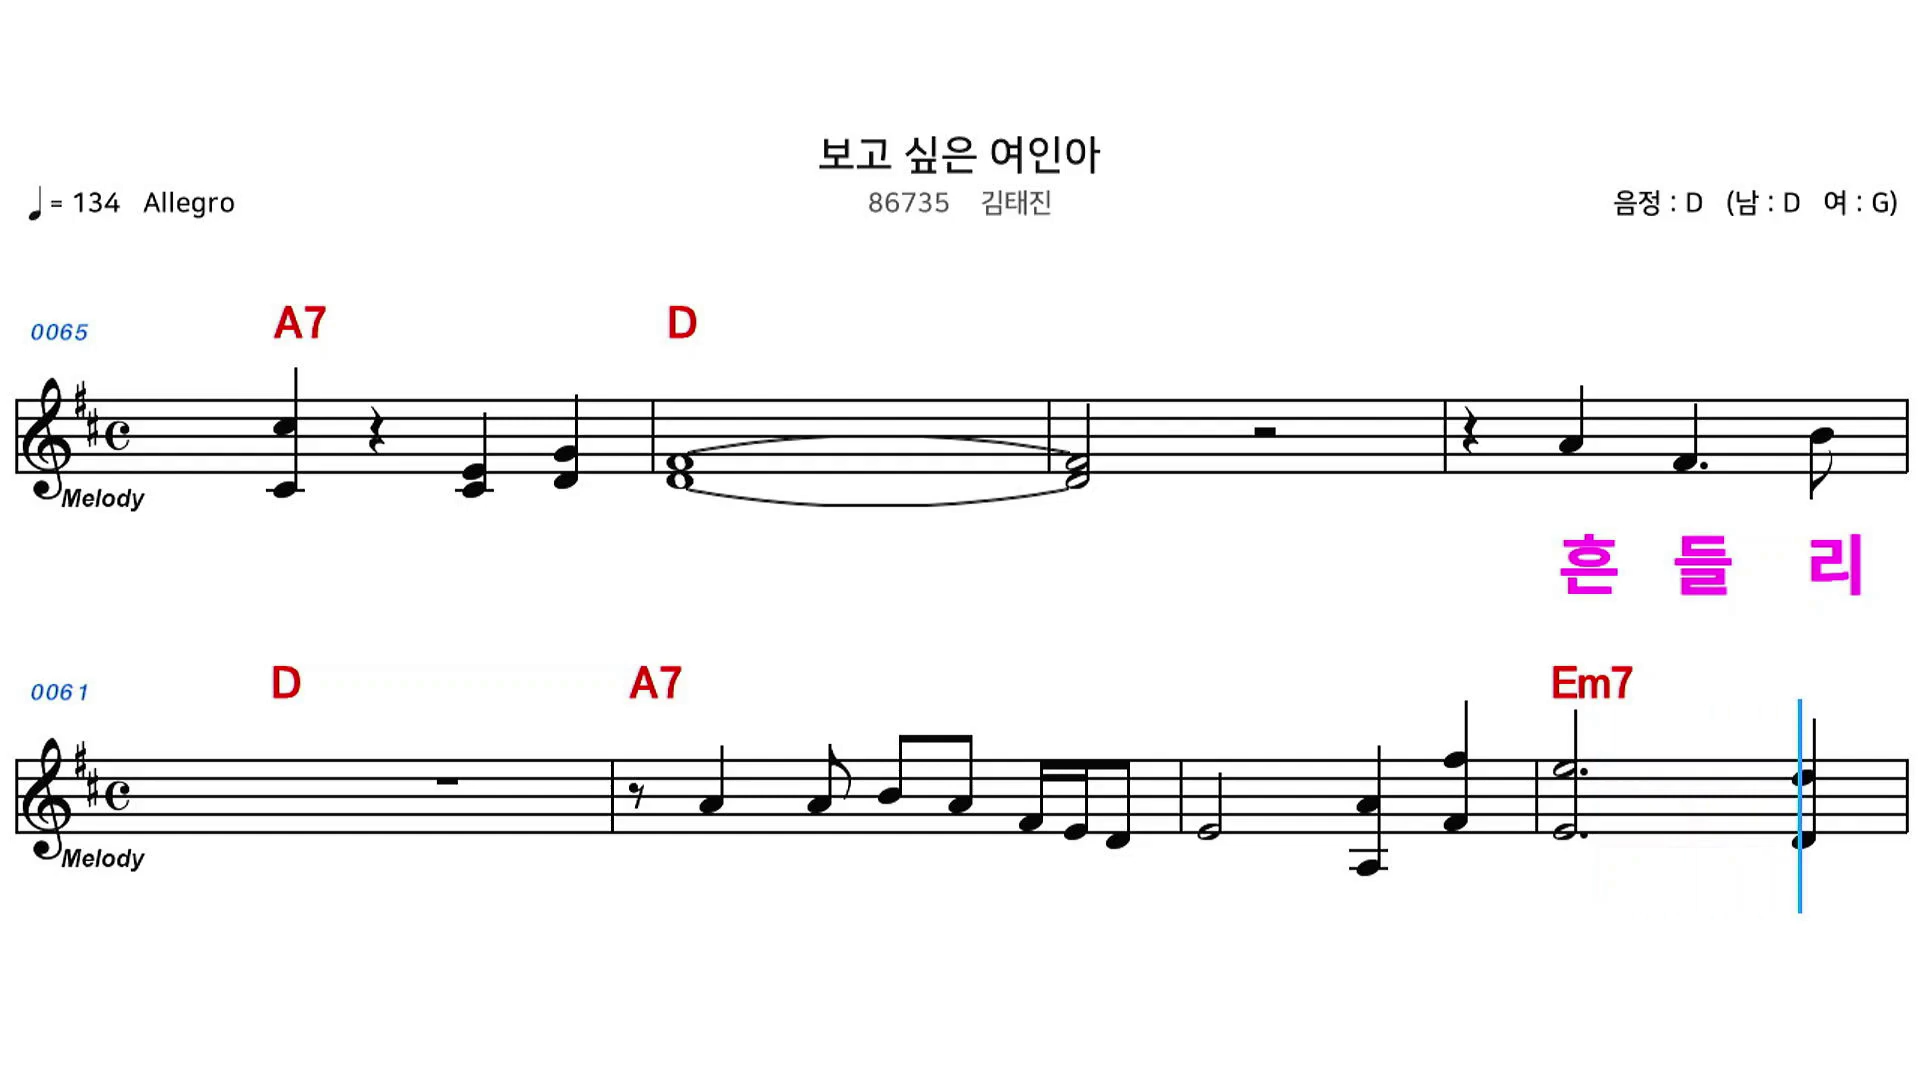 보고 싶은 여인아
♩= 134 Allegro 86735 김태진 음정 : D (남 : D 여 : G)
0065 A7 D
Melody
흔 들 리
0061 D A7 Em7
Melody